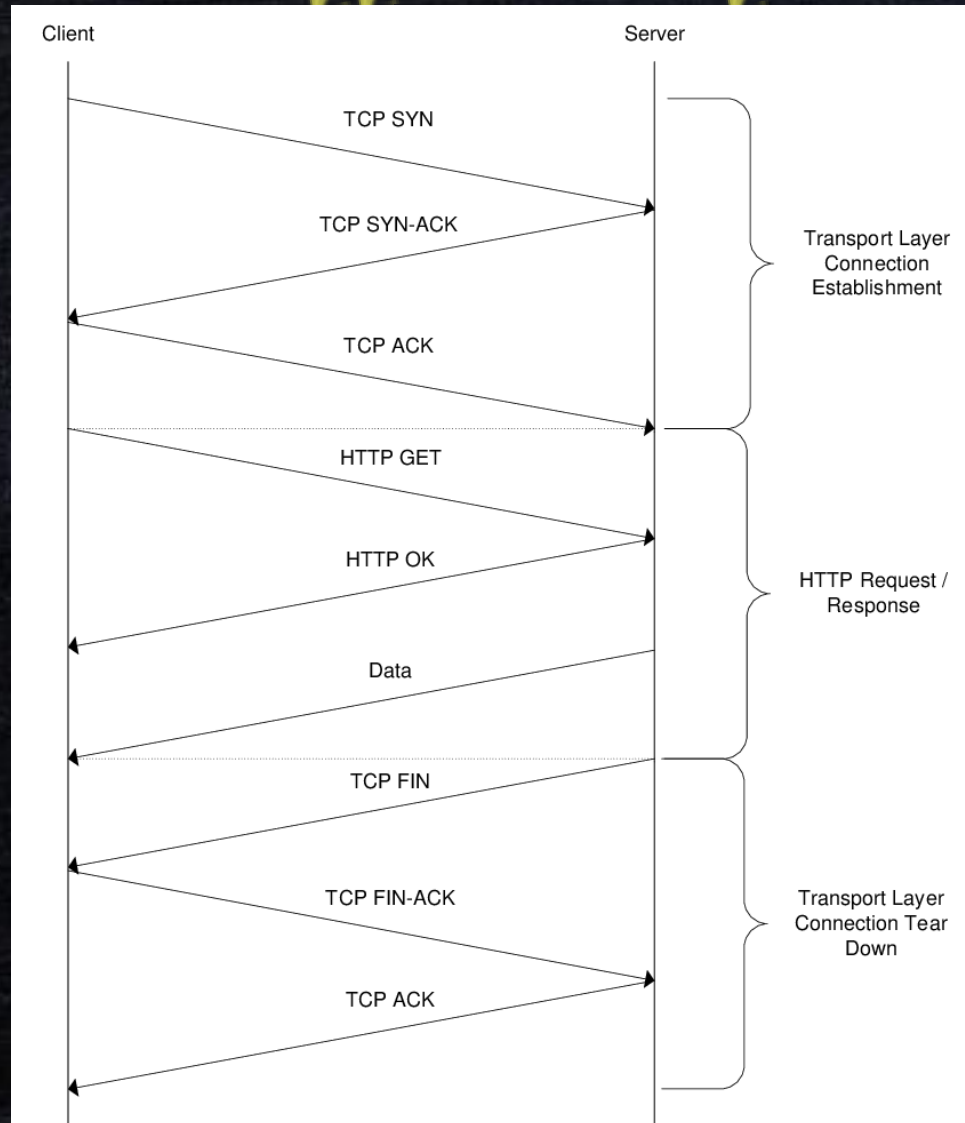 Client
Server
TCP SYN
TCP SYN-ACK
Transport Layer
Connection
Establishment
TCP ACK
HTTP GET
HTTP OK
HTTP Request /
Response
Data
TCP FIN
TCP FIN-ACK
Transport Layer
Connection Tear
Down
TCP ACK